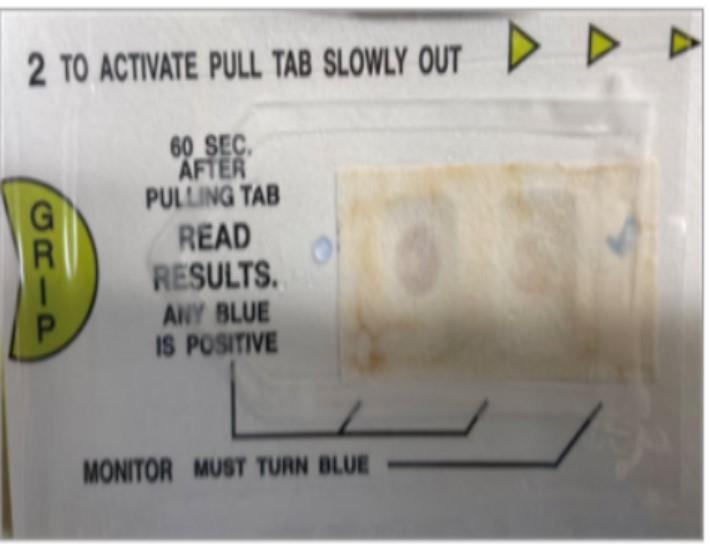 2 TO ACTIVATE PULL TAB SLOWLY OUT
60 SEC.
AFTER
PULLING TAB
READ
RESULTS.
ANY BLUE
IS POSITIVE
GRIP
MONITOR MUST TURN BLUE